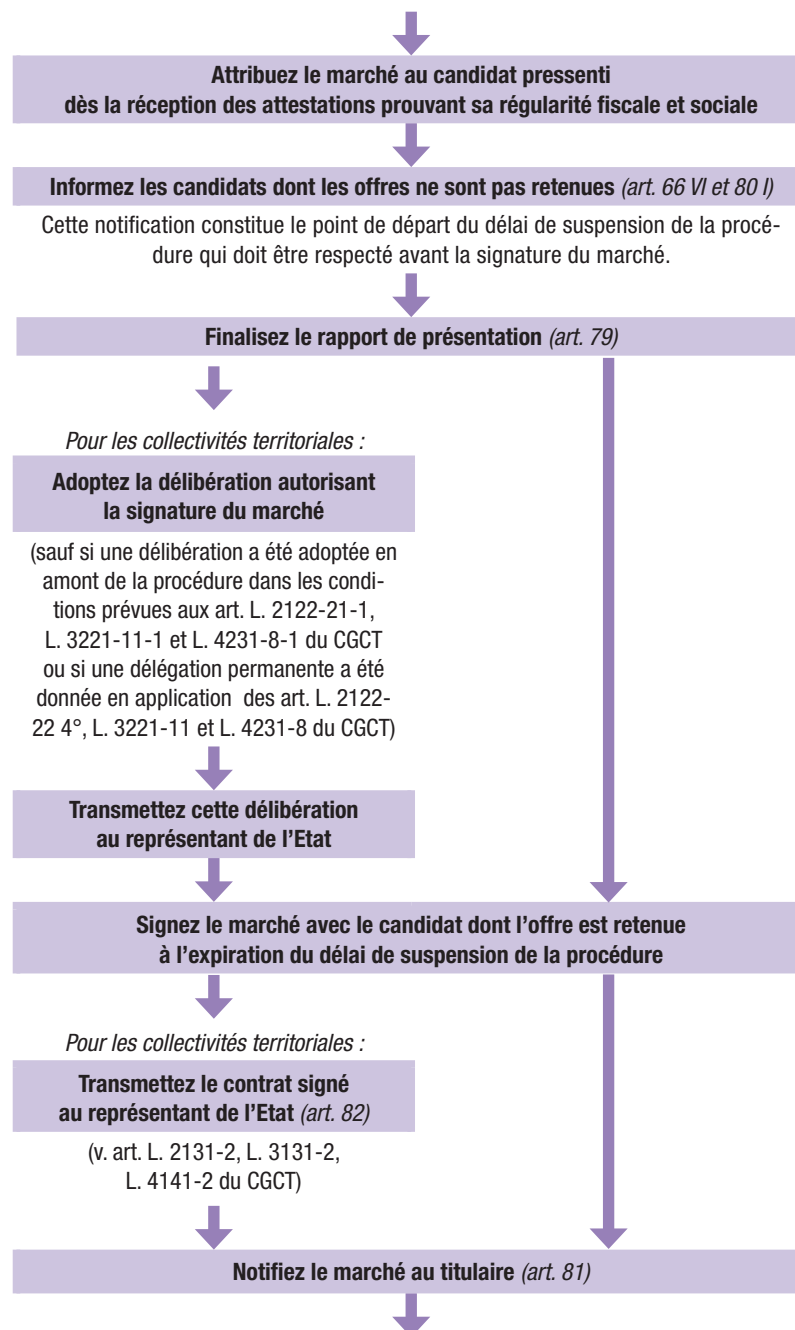 Attribuez le marché au candidat pressenti
dès la réception des attestations prouvant sa régularité fiscale et sociale
Informez les candidats dont les offres ne sont pas retenues (art. 66 VI et 80 I)
Cette notification constitue le point de départ du délai de suspension de la procé-
dure qui doit être respecté avant la signature du marché.
Finalisez le rapport de présentation (art. 79)
Pour les collectivités territoriales :
Adoptez la délibération autorisant
la signature du marché
(sauf si une délibération a été adoptée en
amont de la procédure dans les condi-
tions prévues aux art. L. 2122-21-1,
L. 3221-11-1 et L. 4231-8-1 du CGCT
ou si une délégation permanente a été
donnée en application des art. L. 2122-
22 4°, L. 3221-11 et L. 4231-8 du CGCT)
Transmettez cette délibération
au représentant de l'Etat
Signez le marché avec le candidat dont l'offre est retenue
à l'expiration du délai de suspension de la procédure
Pour les collectivités territoriales :
Transmettez le contrat signé
au représentant de l'Etat (art. 82)
(v. art. L. 2131-2, L. 3131-2,
L. 4141-2 du CGCT)
Notifiez le marché au titulaire (art. 81)